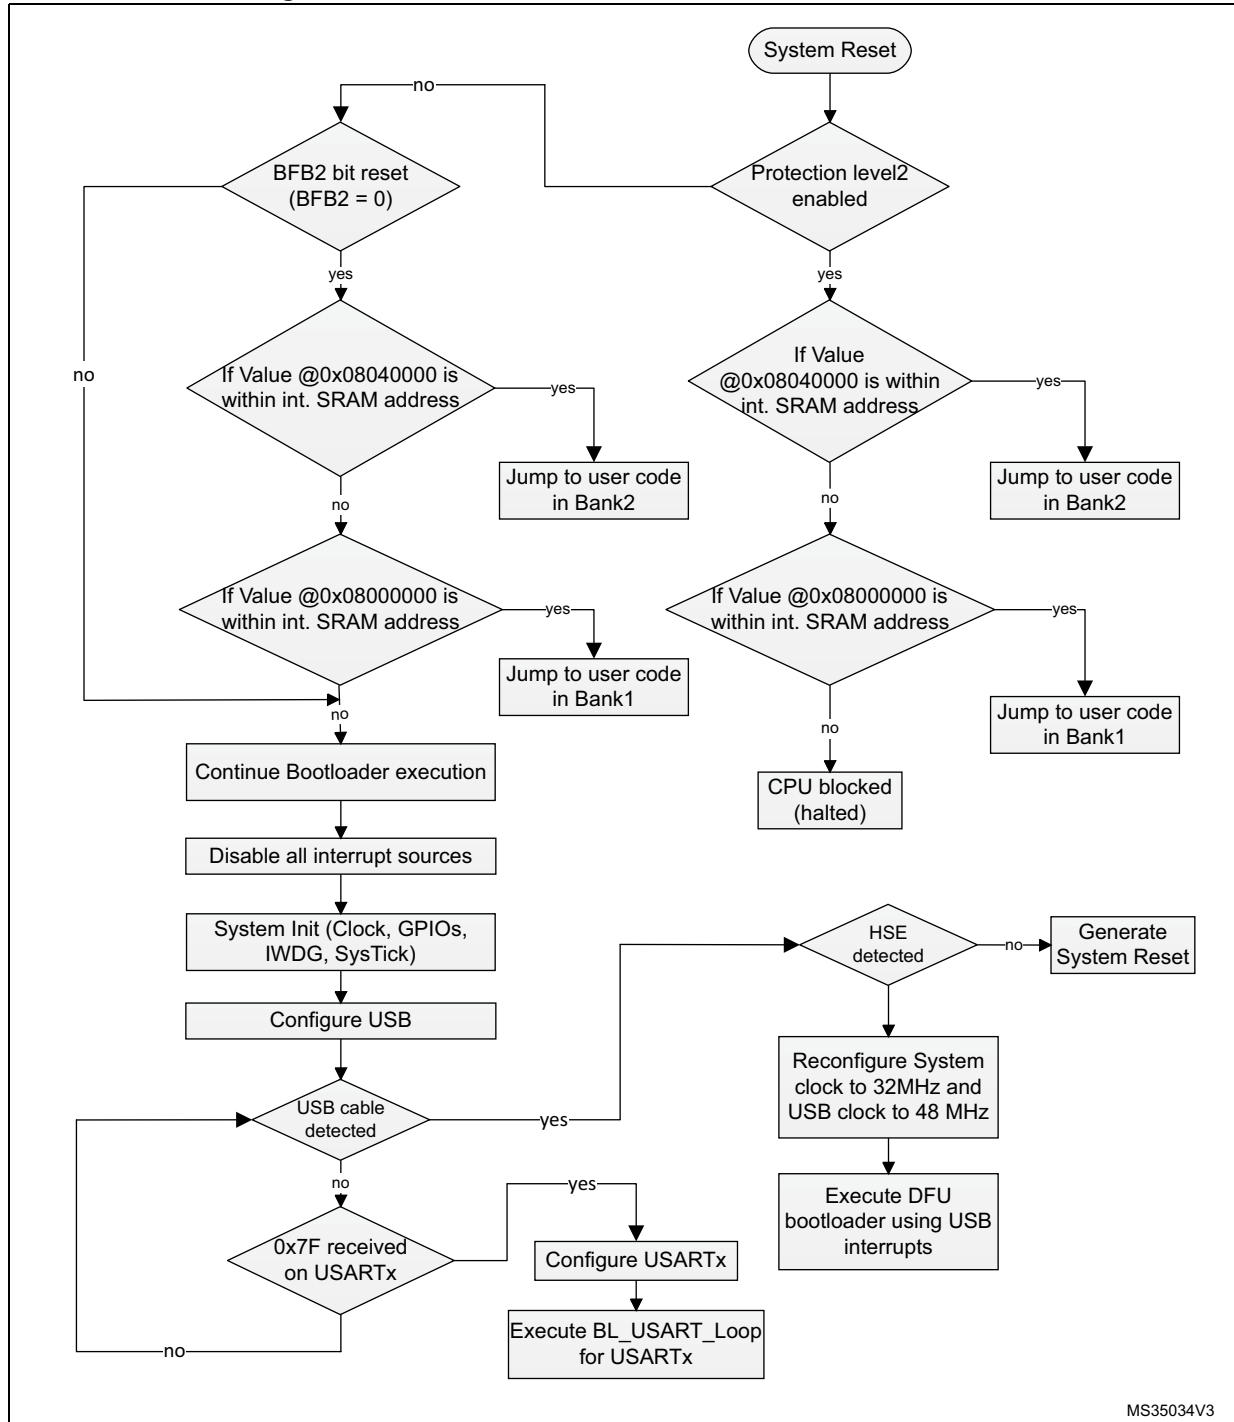 System Reset
no
BFB2 bit reset
(BFB2 = 0)
Protection level2
enabled
yes
yes
no
If Value @0x08040000 is
within int. SRAM address
yes
If Value
@0x08040000 is within
int. SRAM address
yes
Jump to user code
in Bank2
Jump to user code
in Bank2
no
no
If Value @0x08000000 is
within int. SRAM address
yes
If Value @0x08000000 is
within int. SRAM address
yes
Jump to user code
in Bank1
Jump to user code
in Bank1
no
no
Continue Bootloader execution
CPU blocked
(halted)
Disable all interrupt sources
System Init (Clock, GPIOs,
IWDG, SysTick)
HSE
detected
no
Generate
System Reset
Configure USB
Reconfigure System
clock to 32MHz and
USB clock to 48 MHz
USB cable
detected
yes
no
yes
Execute DFU
bootloader using USB
interrupts
0x7F received
on USARTx
Configure USARTx
Execute BL_USART_Loop
for USARTx
no
MS35034V3